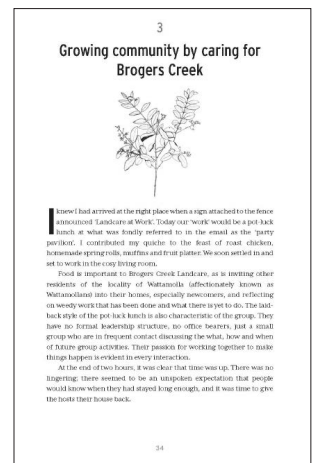 3
Growing community by caring for
Brogers Creek
I knew I had arrived at the right place when a sign attached to the fence
announced ‘Landcare at Work’. Today our ‘work’ would be a pot-luck
lunch at what was fondly referred to in the email as the ‘party
pavilion’. I contributed my quiche to the feast of roast chicken,
homemade spring rolls, muffins and fruit platter. We soon settled in and
set to work in the cosy living room.
Food is important to Brogers Creek Landcare, as is inviting other
residents of the locality of Wattamolla (affectionately known as
Wattamollans) into their homes, especially newcomers, and reflecting
on weedy work that has been done and what there is yet to do. The laid-
back style of the pot-luck lunch is also characteristic of the group. They
have no formal leadership structure, no office bearers, just a small
group who are in frequent contact discussing the what, how and when
of future group activities. Their passion for working together to make
things happen is evident in every interaction.
At the end of two hours, it was clear that time was up. There was no
lingering; there seemed to be an unspoken expectation that people
would know when they had stayed long enough, and it was time to give
the hosts their house back.
34